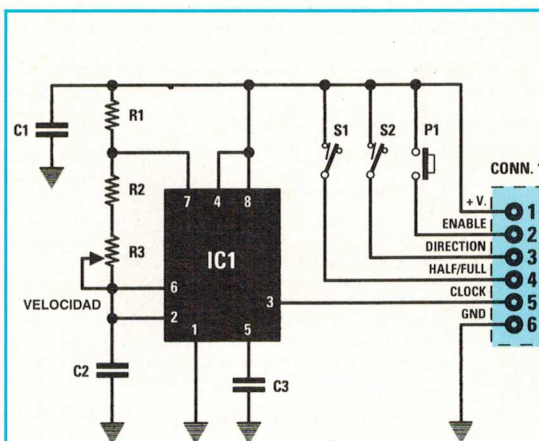 C1
R1
R2
R3
VELOCIDAD
C2
7
4
8
IC1
6
2
3
1
5
C3
S1
S2
P1
CONN. 1
+ V.
ENABLE
DIRECTION
HALF/FULL
CLOCK
GND
1
2
3
4
5
6